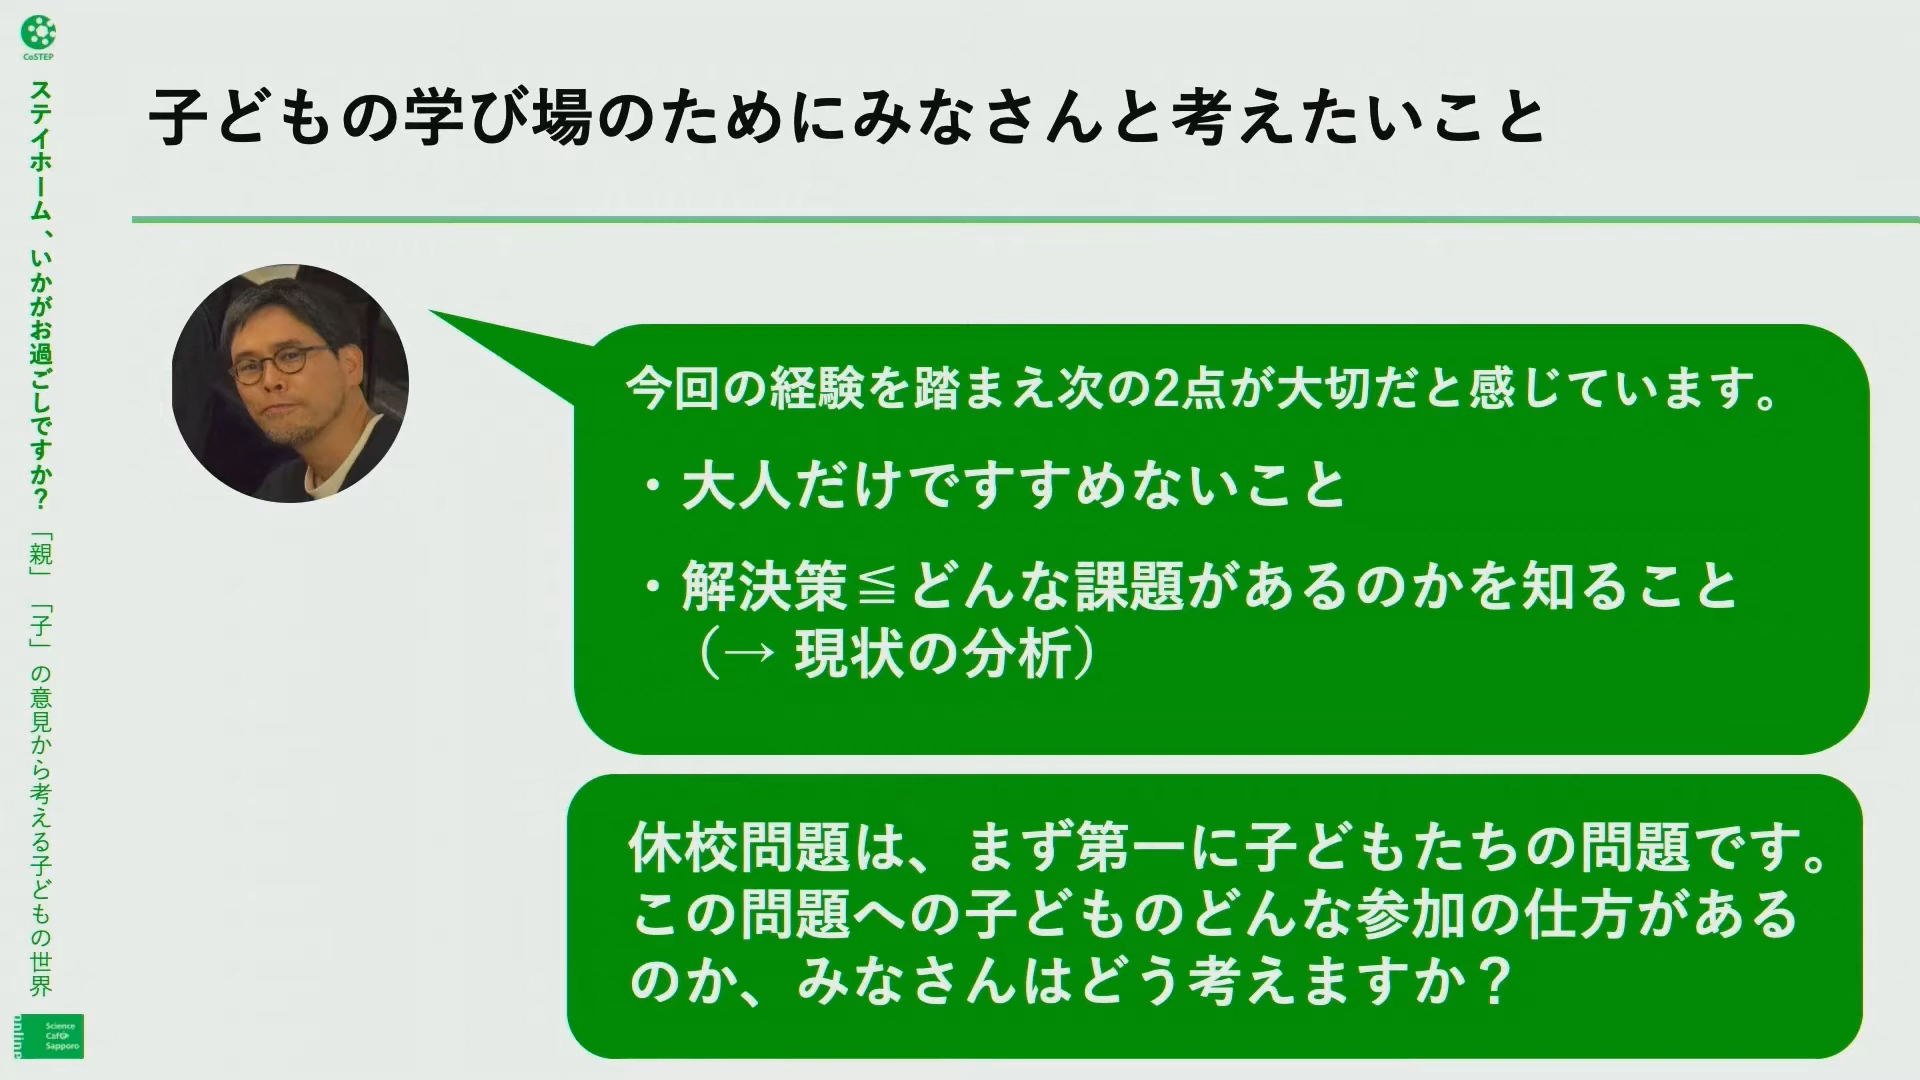 CoSTEP
ステイホーム、いかがお過ごしですか？ 「親」「子」の意見から考える子どもの世界
子どもの学び場のためにみなさんと考えたいこと
今回の経験を踏まえ次の2点が大切だと感じています。
・大人だけですすめないこと
・解決策≦どんな課題があるのかを知ること
（→ 現状の分析）
休校問題は、まず第一に子どもたちの問題です。
この問題への子どものどんな参加の仕方がある
のか、みなさんはどう考えますか？
online
Science
Café
Sapporo